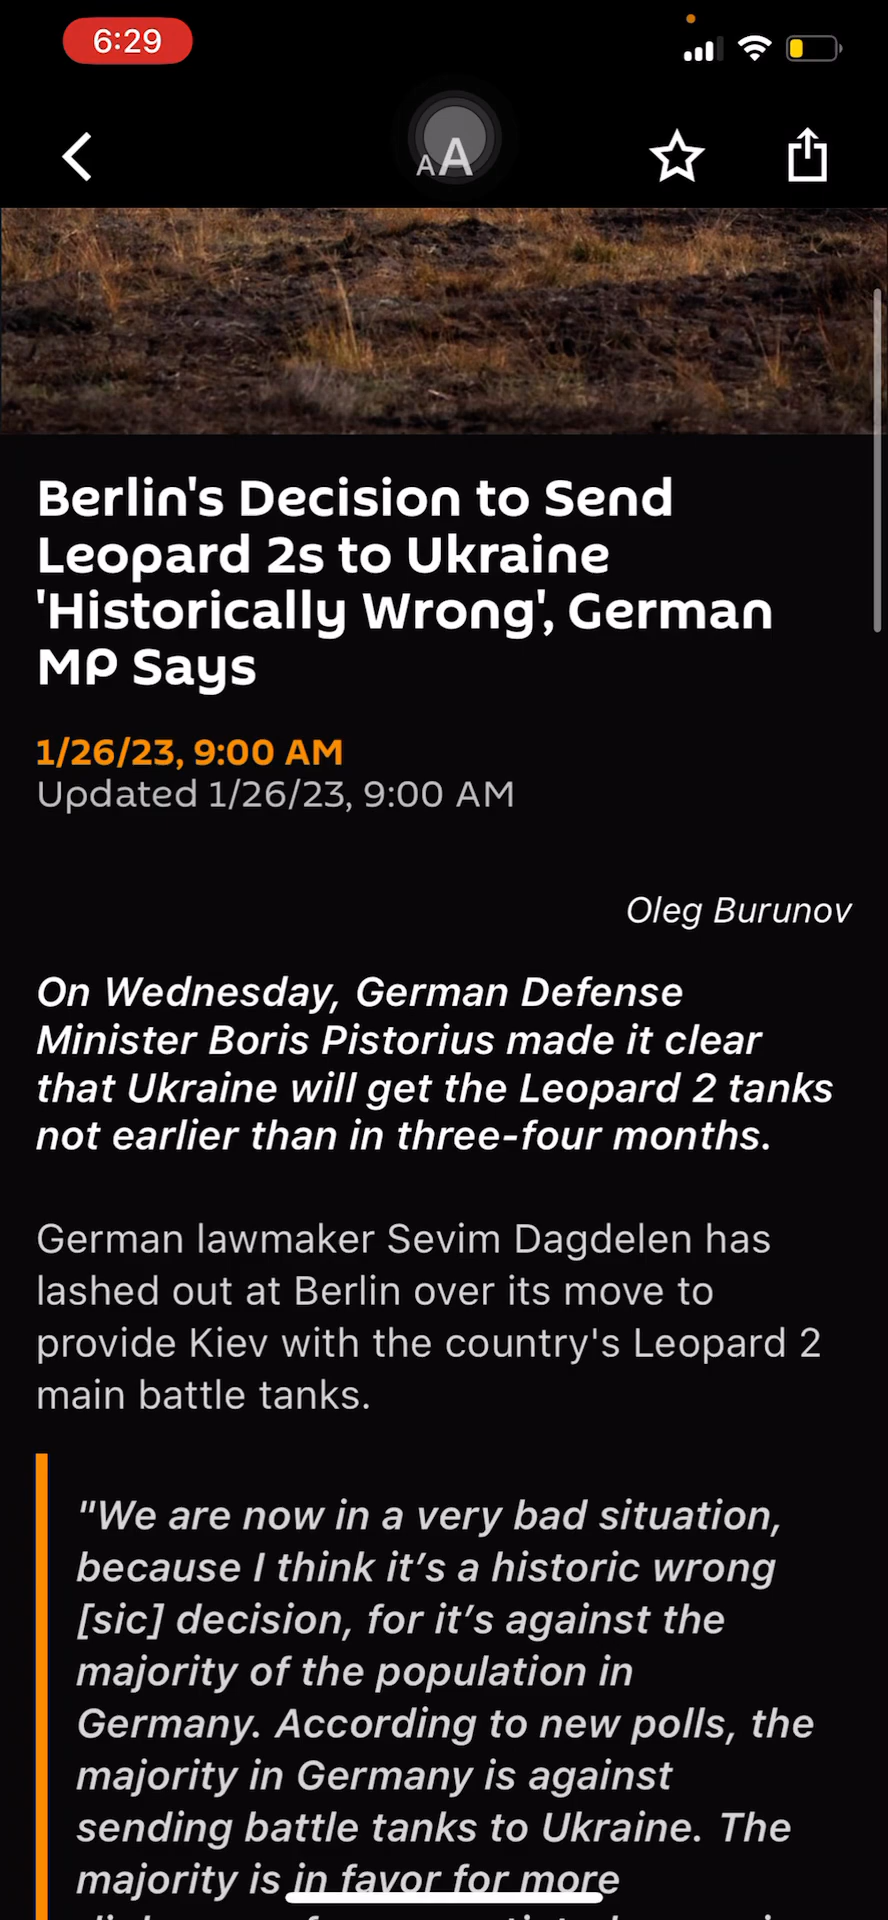 6:29
AA
Berlin's Decision to Send
Leopard 2s to Ukraine
'Historically Wrong', German
MP Says
1/26/23, 9:00 AM
Updated 1/26/23, 9:00 AM
Oleg Burunov
On Wednesday, German Defense
Minister Boris Pistorius made it clear
that Ukraine will get the Leopard 2 tanks
not earlier than in three-four months.
German lawmaker Sevim Dagdelen has
lashed out at Berlin over its move to
provide Kiev with the country's Leopard 2
main battle tanks.
"We are now in a very bad situation,
because I think it’s a historic wrong
[sic] decision, for it’s against the
majority of the population in
Germany. According to new polls, the
majority in Germany is against
sending battle tanks to Ukraine. The
majority is in favor for more